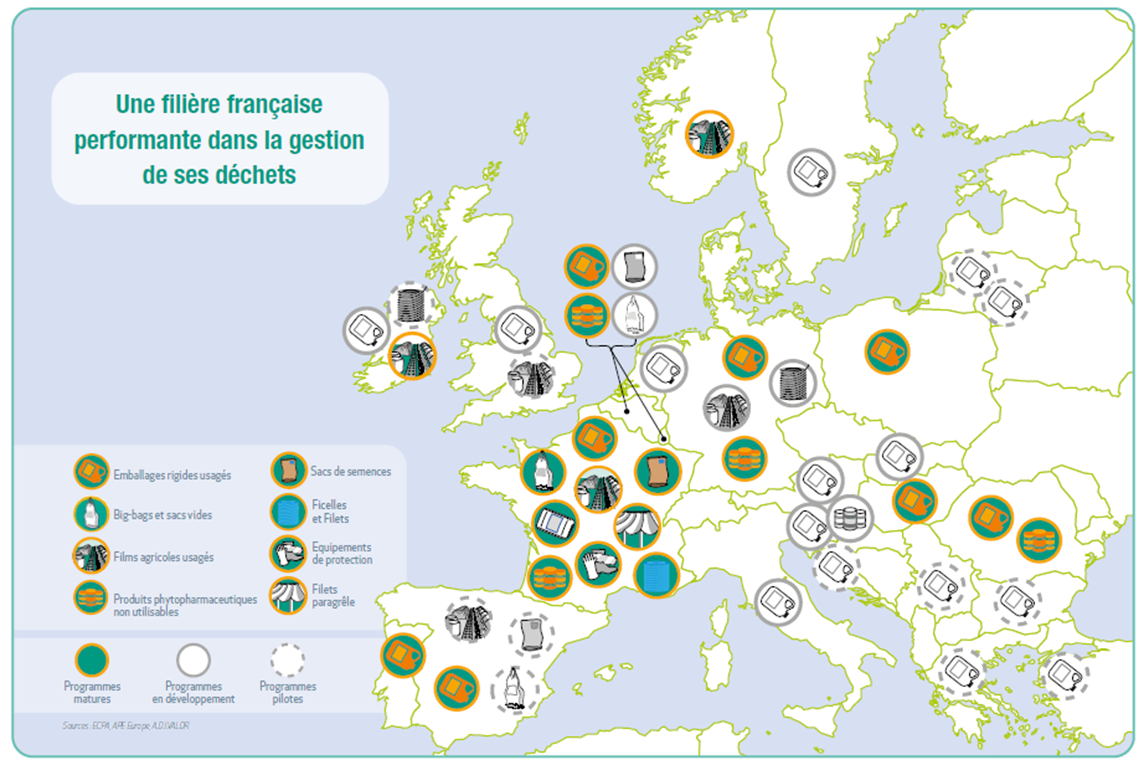 Une filière française
performante dans la gestion
de ses déchets
Emballages rigides usagés
Big-bags et sacs vides
Films agricoles usagés
Produits phytopharmaceutiques
non utilisables
Sacs de semences
Ficelles
et Filets
Equipements
de protection
Filets
paragrêle
Programmes
matures
Programmes
en développement
Programmes
pilotes
Sources : ECPA, APE Europe, A.D.I.VALOR